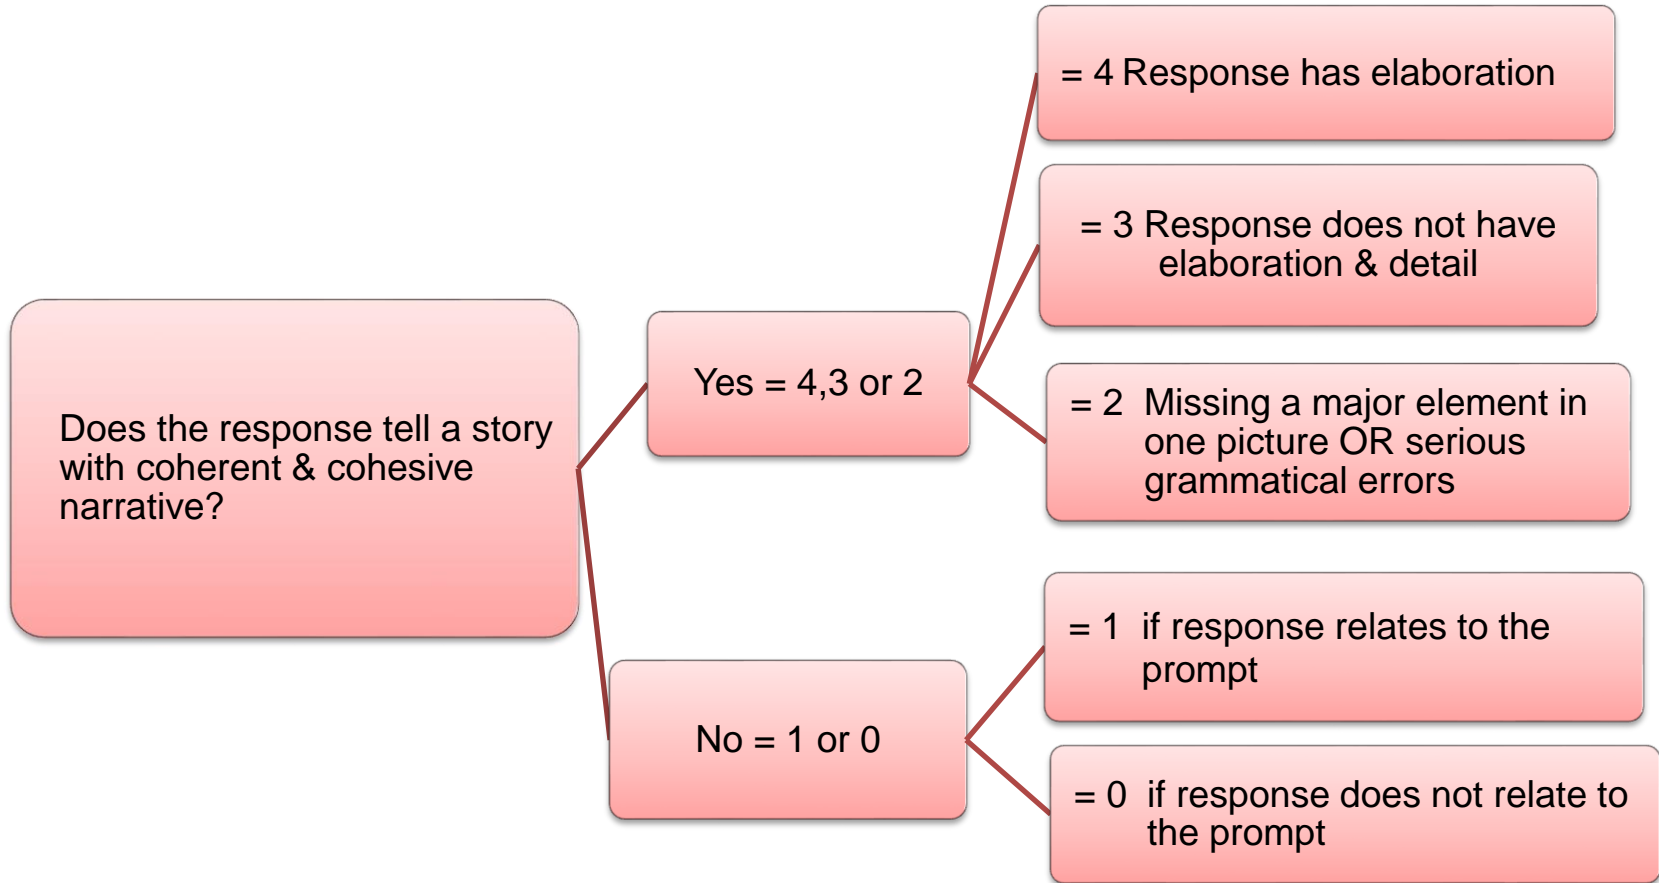 Does the response tell a story
with coherent & cohesive
narrative?
Yes = 4,3 or 2
= 4 Response has elaboration
= 3 Response does not have
elaboration & detail
= 2 Missing a major element in
one picture OR serious
grammatical errors
No = 1 or 0
= 1 if response relates to the
prompt
= 0 if response does not relate to
the prompt